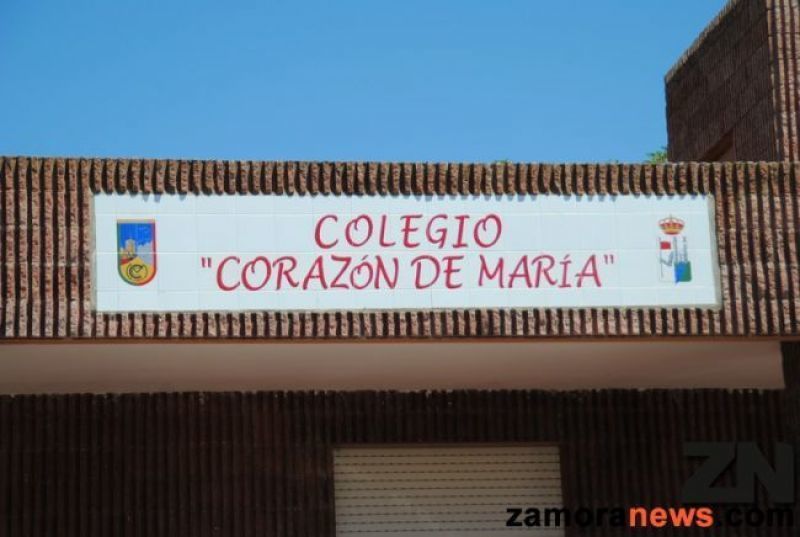 COLEGIO
"CORAZÓN DE MARÍA"
ZN
zamoranews.com